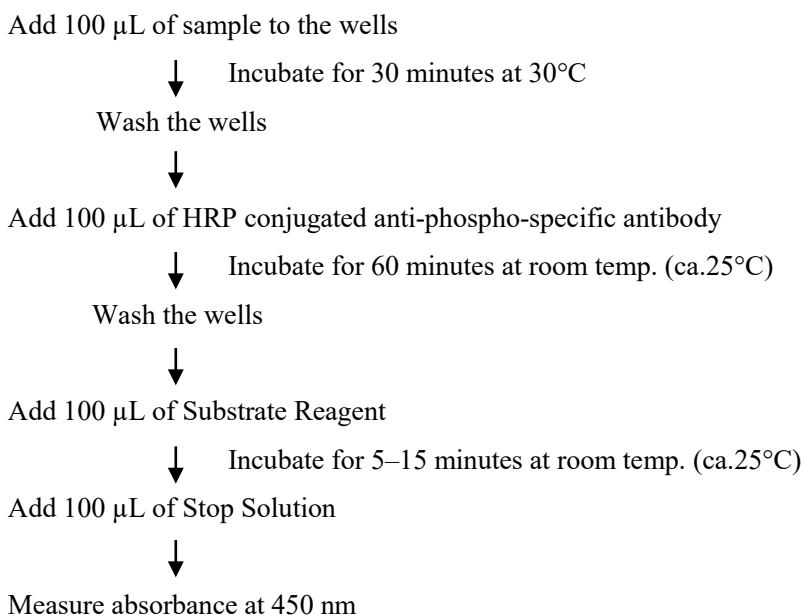 Add 100 µL of sample to the wells
Incubate for 30 minutes at 30°C
Wash the wells
Add 100 µL of HRP conjugated anti-phospho-specific antibody
Incubate for 60 minutes at room temp. (ca.25°C)
Wash the wells
Add 100 µL of Substrate Reagent
Incubate for 5–15 minutes at room temp. (ca.25°C)
Add 100 µL of Stop Solution
Measure absorbance at 450 nm